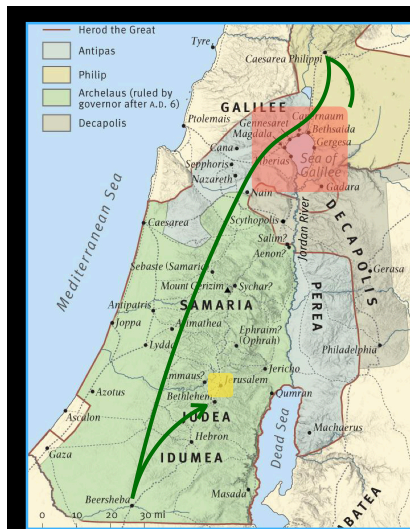 Herod the Great
Antipas
Philip
Archelaus (ruled by
governor after A.D. 6)
Decapolis
Tyre
Caesarea Philippi
GALILEE
Ptolemais
Gennesaret
Capernaum
Magdala
Bethsaida
Cana
Gergesa
Tiberias
Sea of
Galilee
Sepphoris
Nazareth
Gadara
Nain
Mediterranean Sea
Caesarea
Scythopolis
Jordan River
DECAPOLIS
Salim?
Aenon?
Sebaste (Samaria)
Gerasa
Mount Gerizim
Sychar?
SAMARIA
PEREA
Antipatris
Joppa
Arimathea
Ephraim?
(Ophrah)
Lydda
Philadelphia
Jericho
Emmaus?
Jerusalem
Azotus
Bethlehem
Qumran
Ascalon
JUDEA
Dead Sea
Machaerus
Hebron
Gaza
IDUMEA
Masada
Beersheba
NABATEA
0 10 20 30 mi